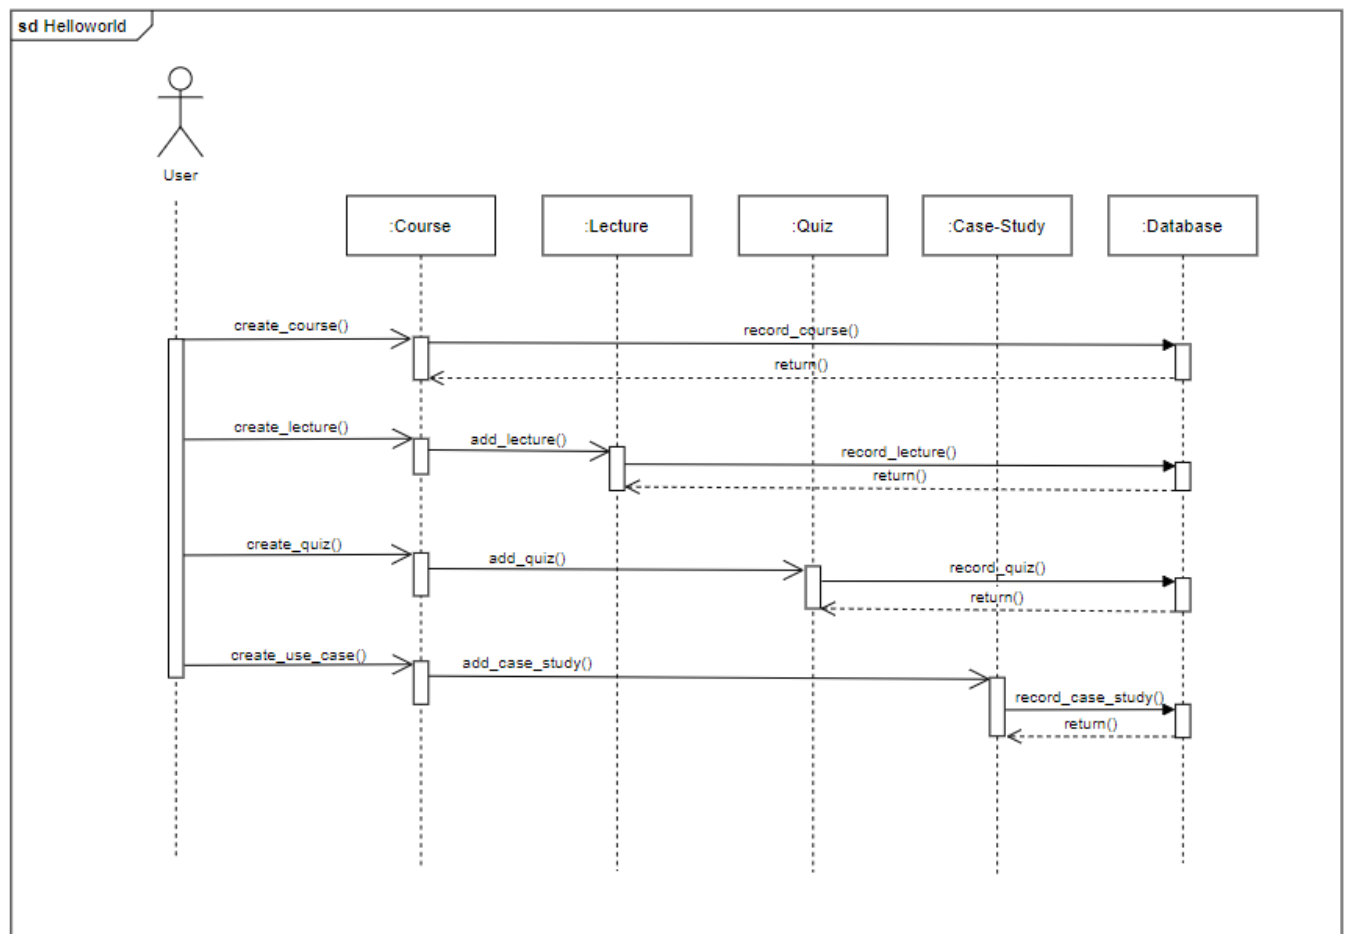 sd Helloworld
User
:Course
:Lecture
:Quiz
:Case-Study
:Database
create_course()
record_course()
return()
create_lecture()
add_lecture()
record_lecture()
return()
create_quiz()
add_quiz()
record_quiz()
return()
create_use_case()
add_case_study()
record_case_study()
return()